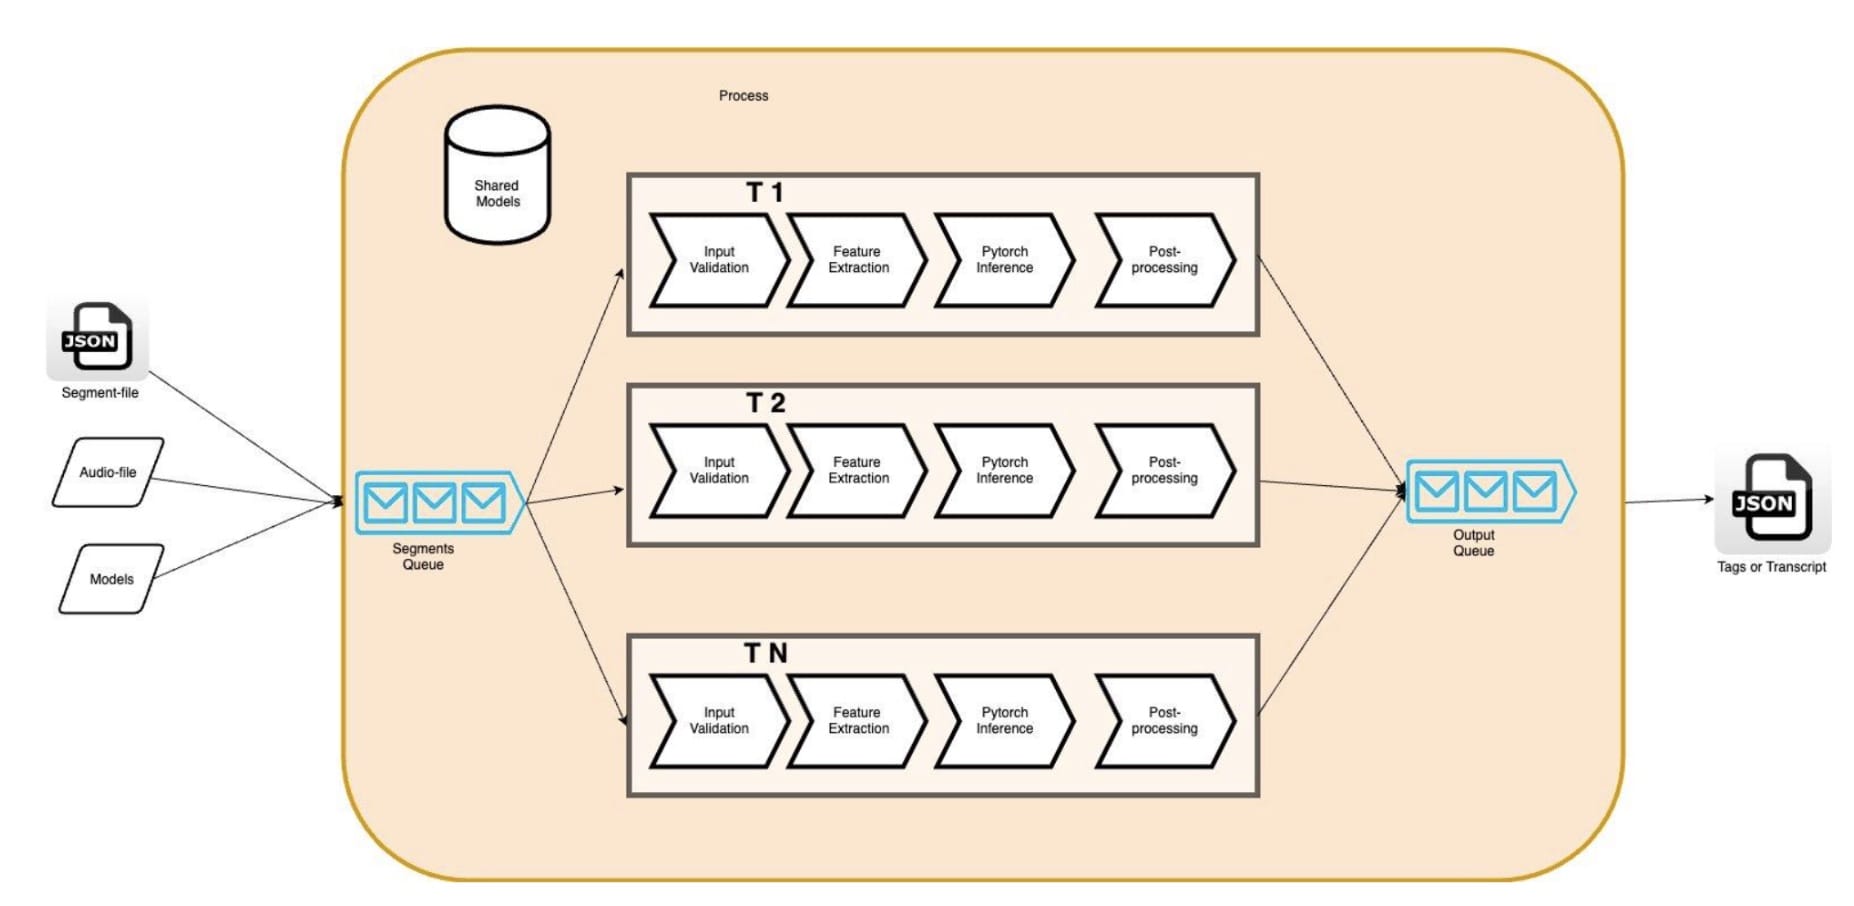 Process
Shared
Models
T 1
Input
Validation
Feature
Extraction
Pytorch
Inference
Post-
processing
JSON
Segment-file
Audio-file
Models
Segments
Queue
T 2
Input
Validation
Feature
Extraction
Pytorch
Inference
Post-
processing
T N
Input
Validation
Feature
Extraction
Pytorch
Inference
Post-
processing
Output
Queue
JSON
Tags or Transcript